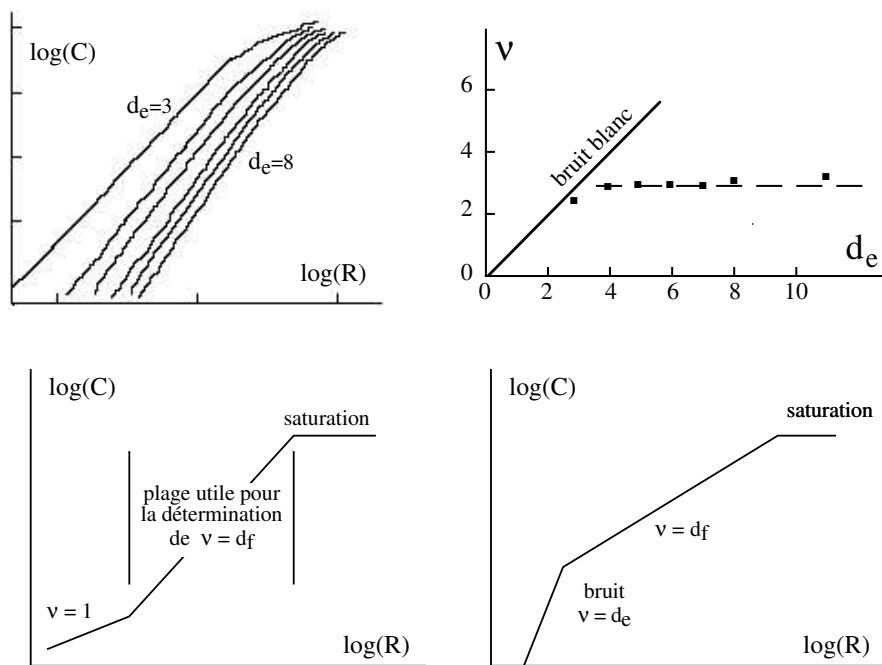 log(C)
d_e=3
d_e=8
log(R)
ν
6
4
2
0
bruit blanc
d_e
0
2
4
6
8
10
log(C)
saturation
plage utile pour
la détermination
de ν = d_f
ν = 1
log(R)
log(C)
saturation
ν = d_f
bruit
ν = d_e
log(R)